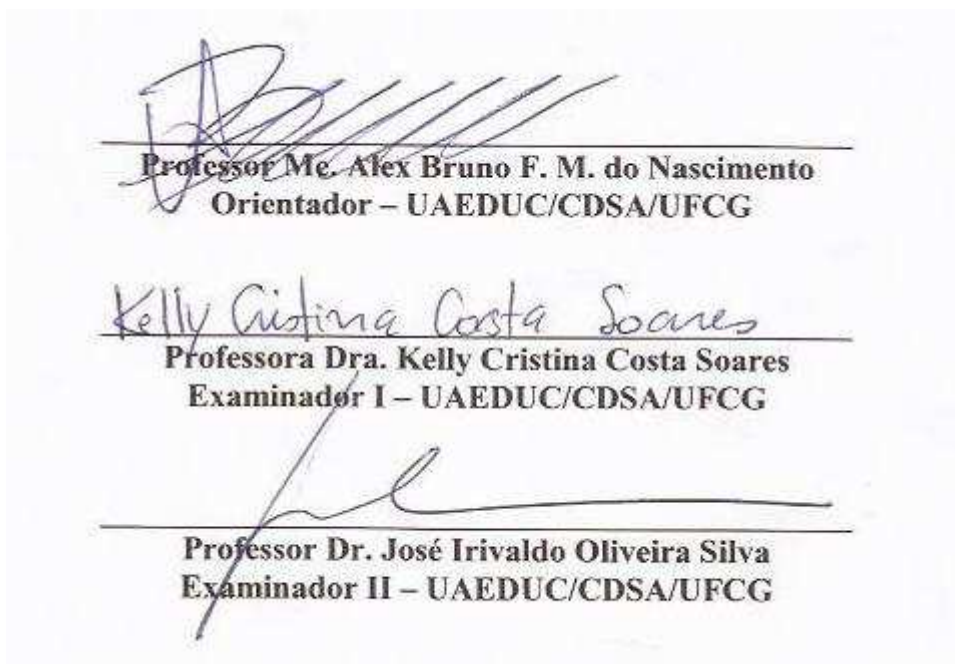 Professor Me. Alex Bruno F. M. do Nascimento
Orientador – UAEDUC/CDSA/UFCG
Kelly Cristina Costa Soares
Professora Dra. Kelly Cristina Costa Soares
Examinador I – UAEDUC/CDSA/UFCG
Professor Dr. José Irivaldo Oliveira Silva
Examinador II – UAEDUC/CDSA/UFCG